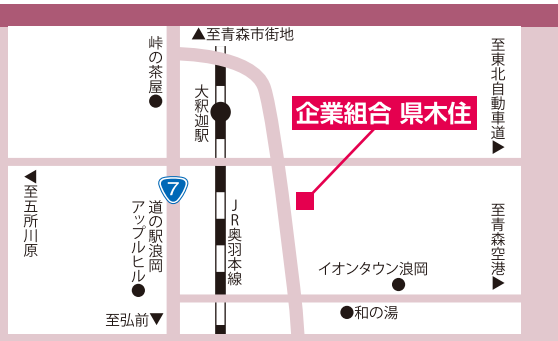 ▲至青森市街地
峠の茶屋
大釈迦駅
至東北自動車道▶
企業組合 県木住
◀至五所川原
7
道の駅浪岡
アップルヒル
JR奥羽本線
至青森空港▶
イオンタウン浪岡
和の湯
至弘前▼